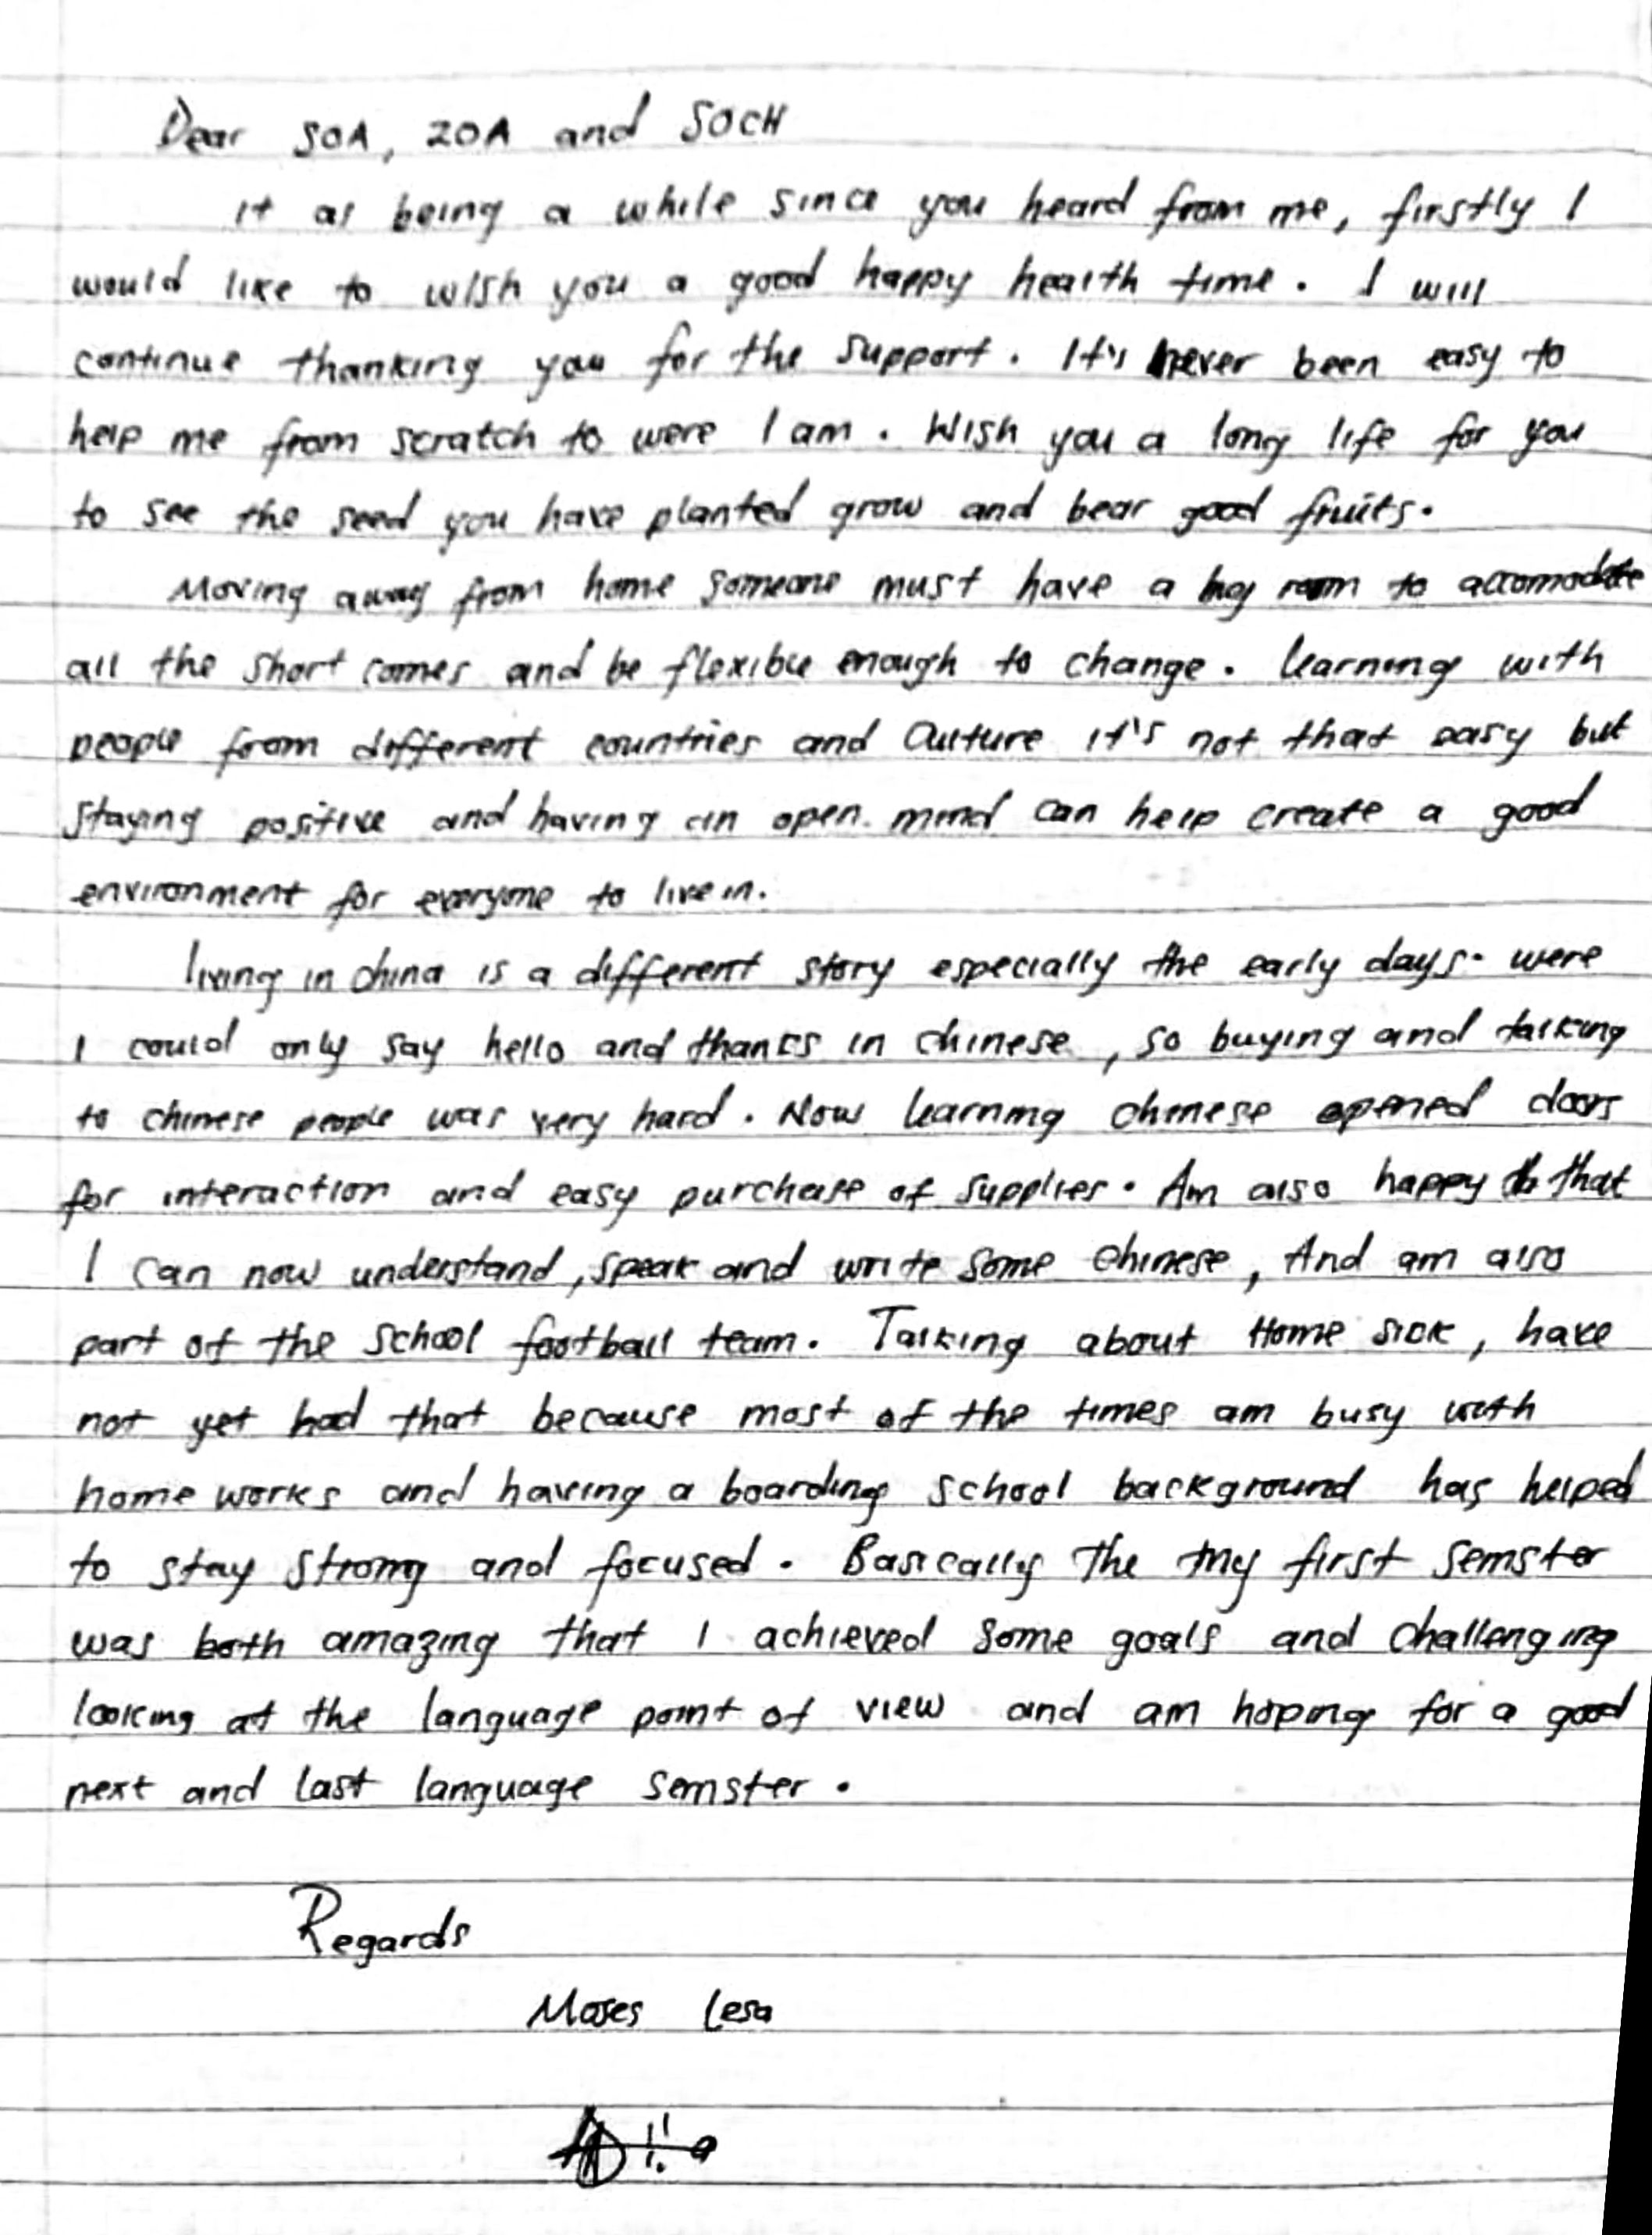 Dear SOA, ZOA and SOCH
It as being a while since you heard from me, firstly I
would like to wish you a good happy health time. I will
continue thanking you for the support. It's never been easy to
help me from scratch to were I am. Wish you a long life for you
to see the seed you have planted grow and bear good fruits.
Moving away from home someone must have a big room to accomodate
all the short comes and be flexible enough to change. learning with
people from different countries and Culture it's not that easy but
staying positive and having an open mind can help create a good
environment for everyone to live in.
living in china is a different story especially the early days. were
I could only say hello and thanks in chinese, so buying and talking
to chinese people was very hard. Now learning chinese opened doors
for interaction and easy purchase of supplies. Am also happy that
I can now understand, speak and write some chinese, And am also
part of the school football team. Talking about Home sick, have
not yet had that because most of the times am busy with
home works and having a boarding school background has helped
to stay strong and focused. Basically The my first semster
was both amazing that I achieved some goals and challenging
looking at the language point of view and am hoping for a good
next and last language semster.
Regards
Moses Lesa